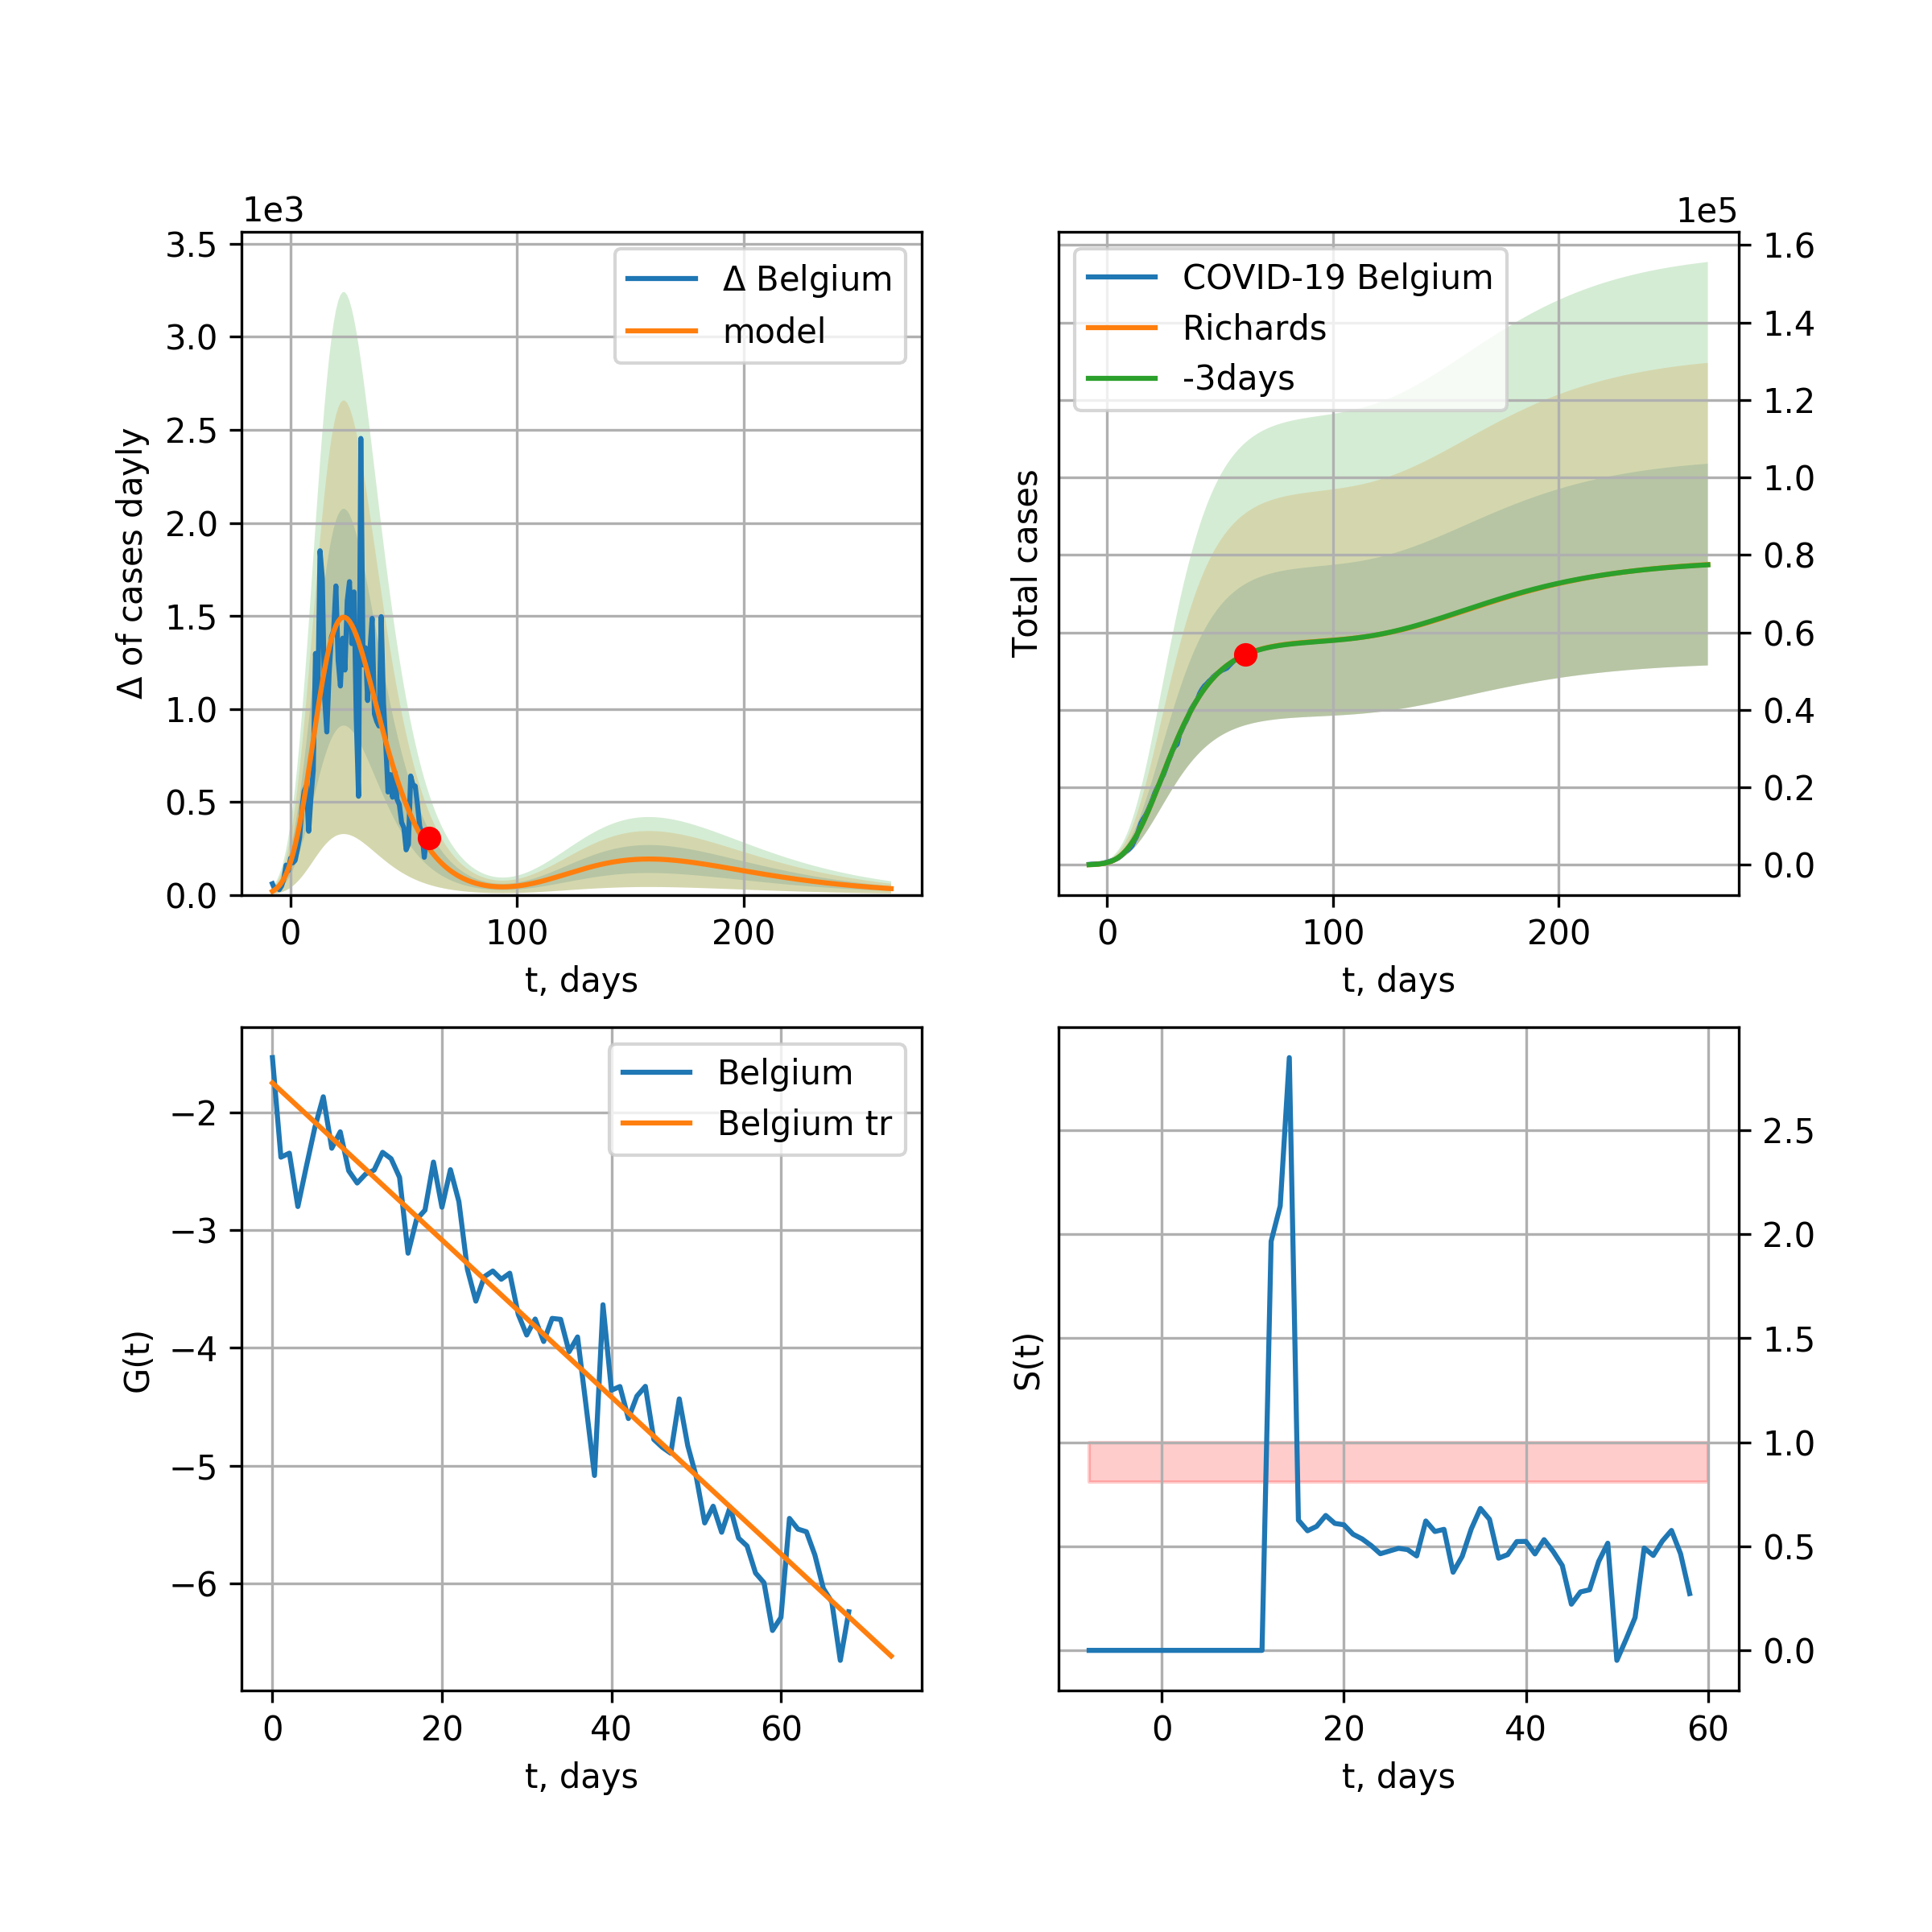 1e3
3.5
3.0
2.5
2.0
1.5
1.0
0.5
0.0
Δ of cases dayly
Δ Belgium
model
0 100 200
t, days
1e5
1.6
1.4
1.2
1.0
0.8
0.6
0.4
0.2
0.0
Total cases
COVID-19 Belgium
Richards
-3days
0 100 200
t, days
−2
−3
−4
−5
−6
G(t)
Belgium
Belgium tr
0 20 40 60
t, days
2.5
2.0
1.5
1.0
0.5
0.0
S(t)
0 20 40 60
t, days